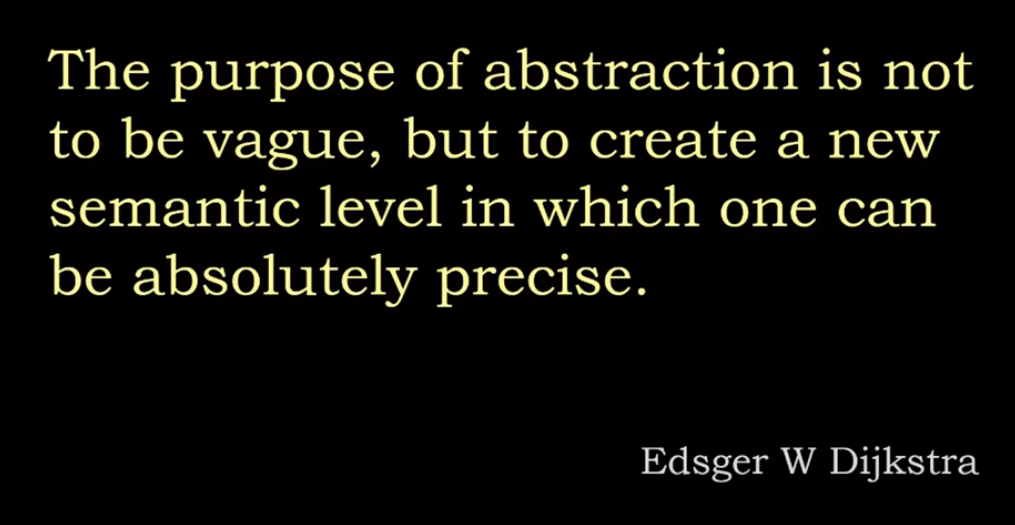 The purpose of abstraction is not
to be vague, but to create a new
semantic level in which one can
be absolutely precise.
Edsger W Dijkstra